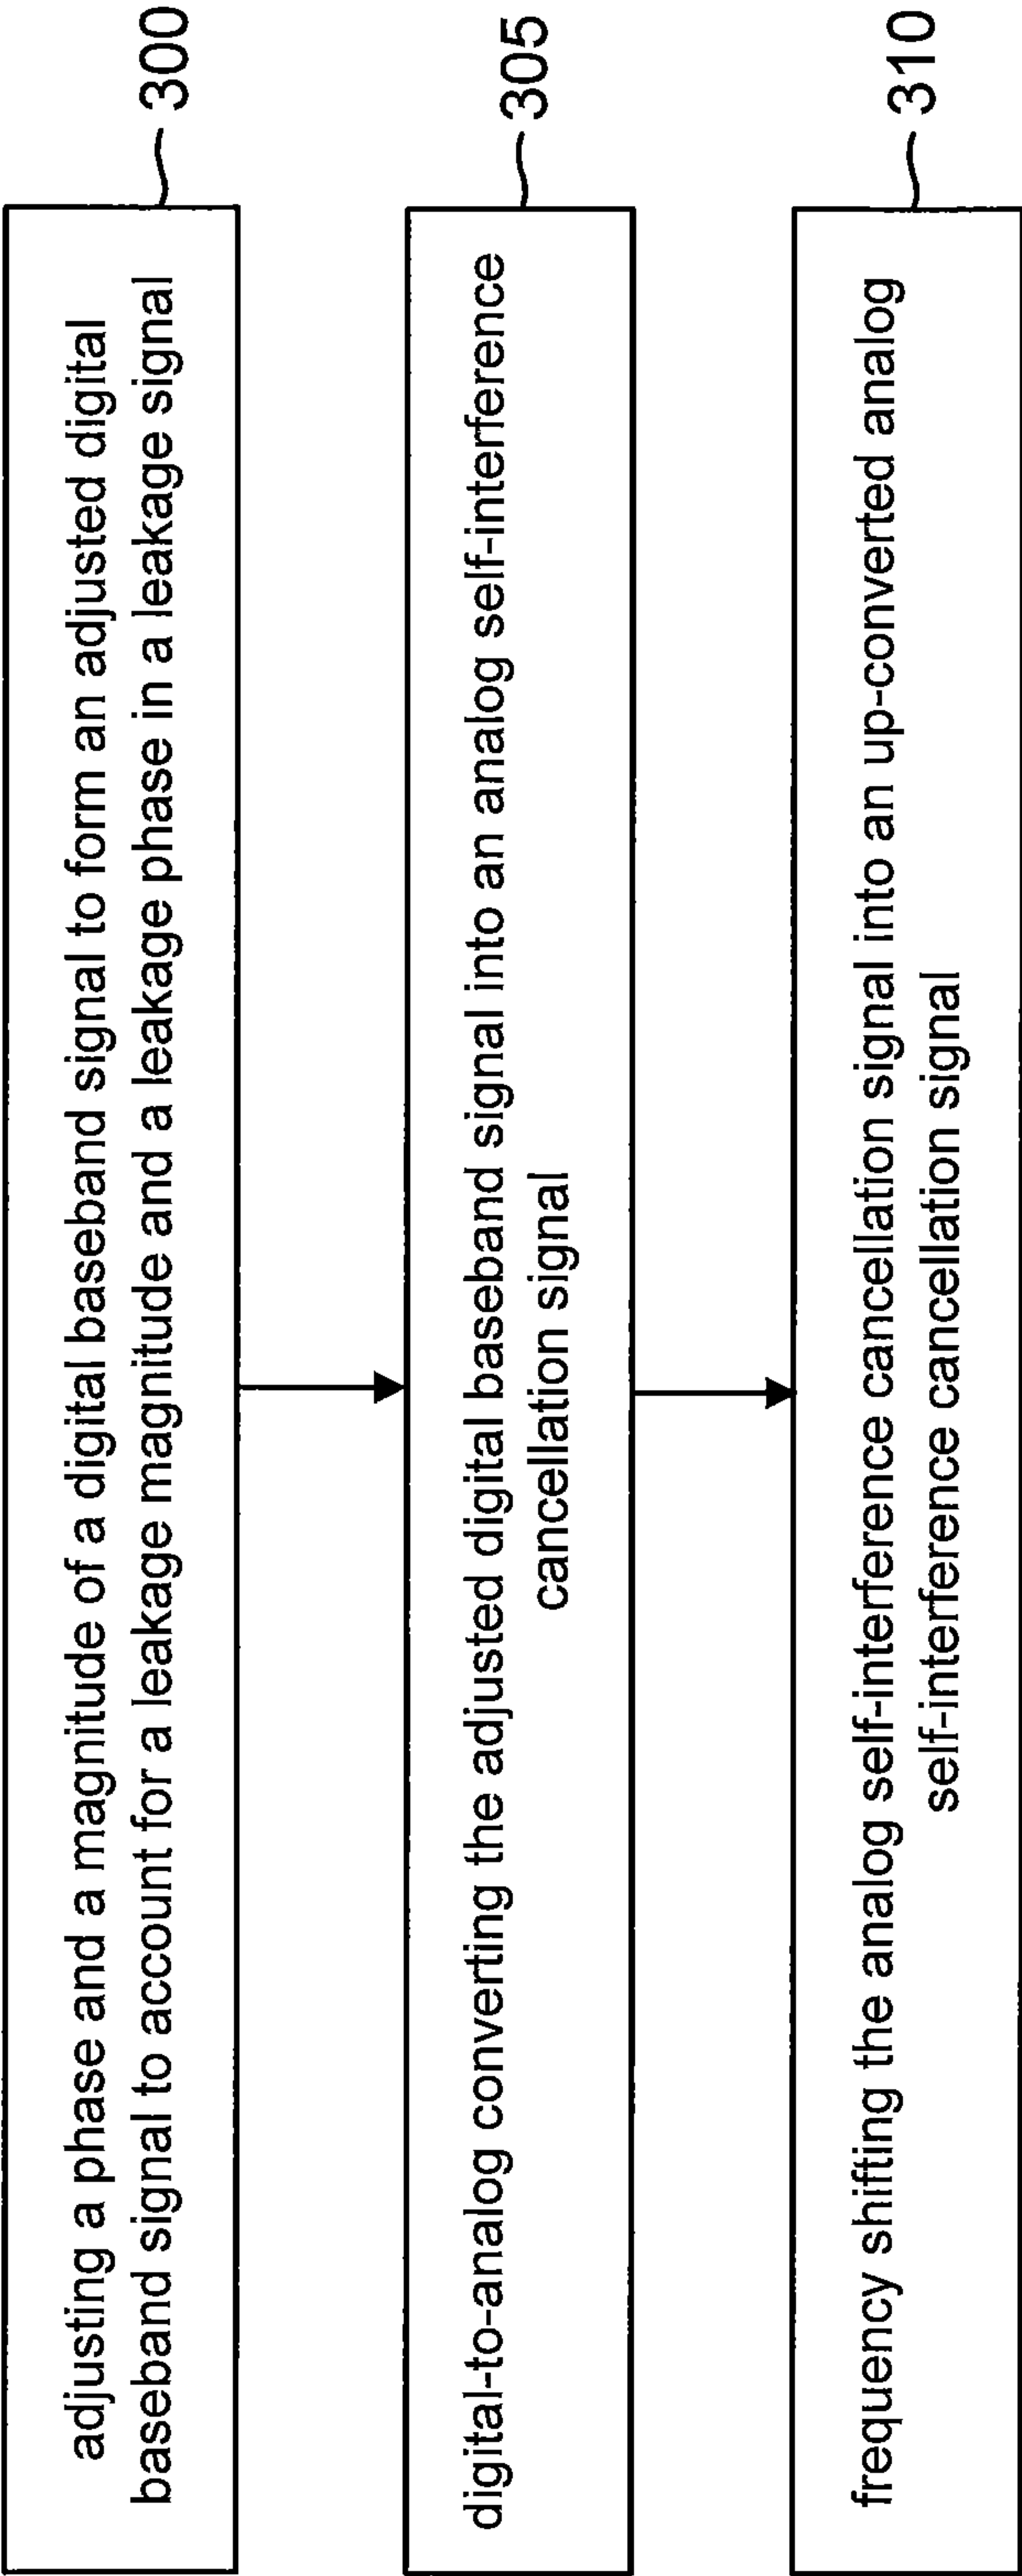 adjusting a phase and a magnitude of a digital baseband signal to form an adjusted digital
baseband signal to account for a leakage magnitude and a leakage phase in a leakage signal
300
digital-to-analog converting the adjusted digital baseband signal into an analog self-interference
cancellation signal
305
frequency shifting the analog self-interference cancellation signal into an up-converted analog
self-interference cancellation signal
310